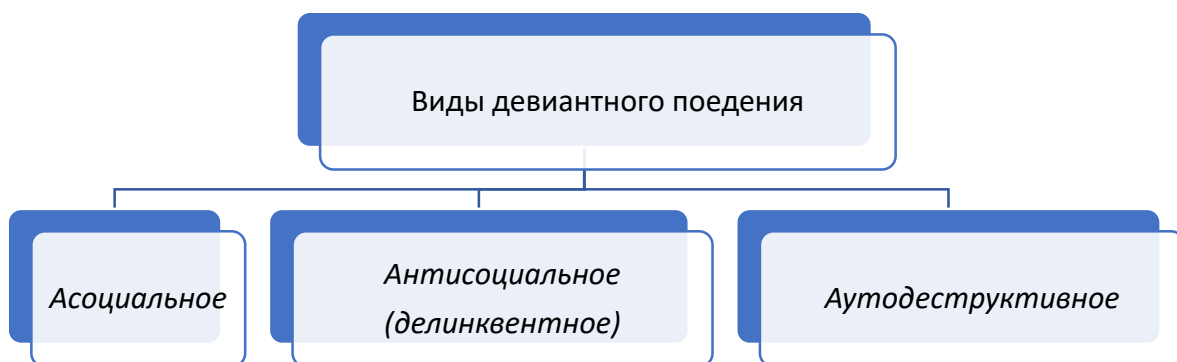 Виды девиантного поедения
Асоциальное
Антисоциальное
(делинквентное)
Аутодеструктивное